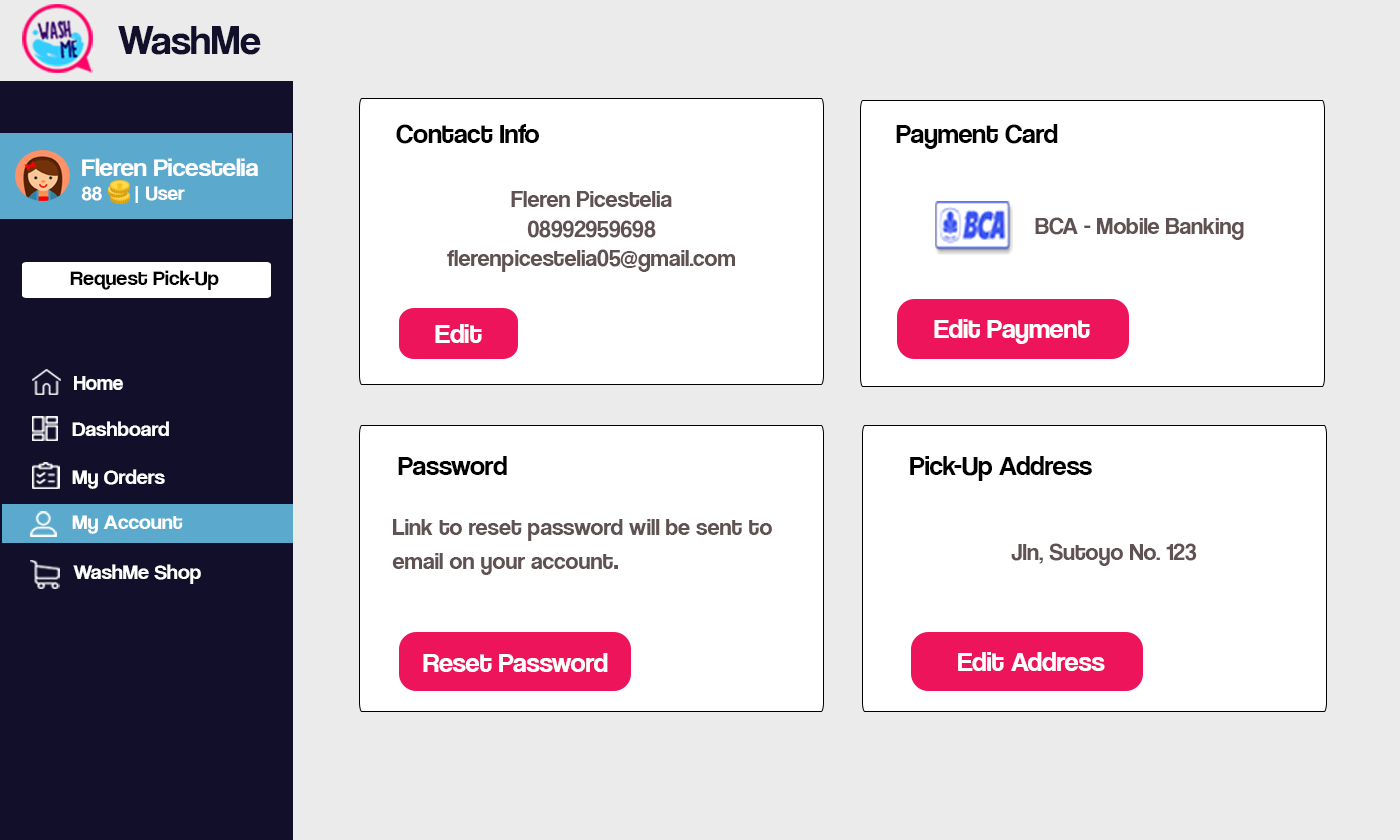 WASH
ME
WashMe
Fleren Picestelia
88 | User
Request Pick-Up
Home
Dashboard
My Orders
My Account
WashMe Shop
Contact Info
Fleren Picestelia
08992959698
flerenpicestelia05@gmail.com
Edit
Payment Card
BCA
BCA - Mobile Banking
Edit Payment
Password
Link to reset password will be sent to
email on your account.
Reset Password
Pick-Up Address
Jln, Sutoyo No. 123
Edit Address